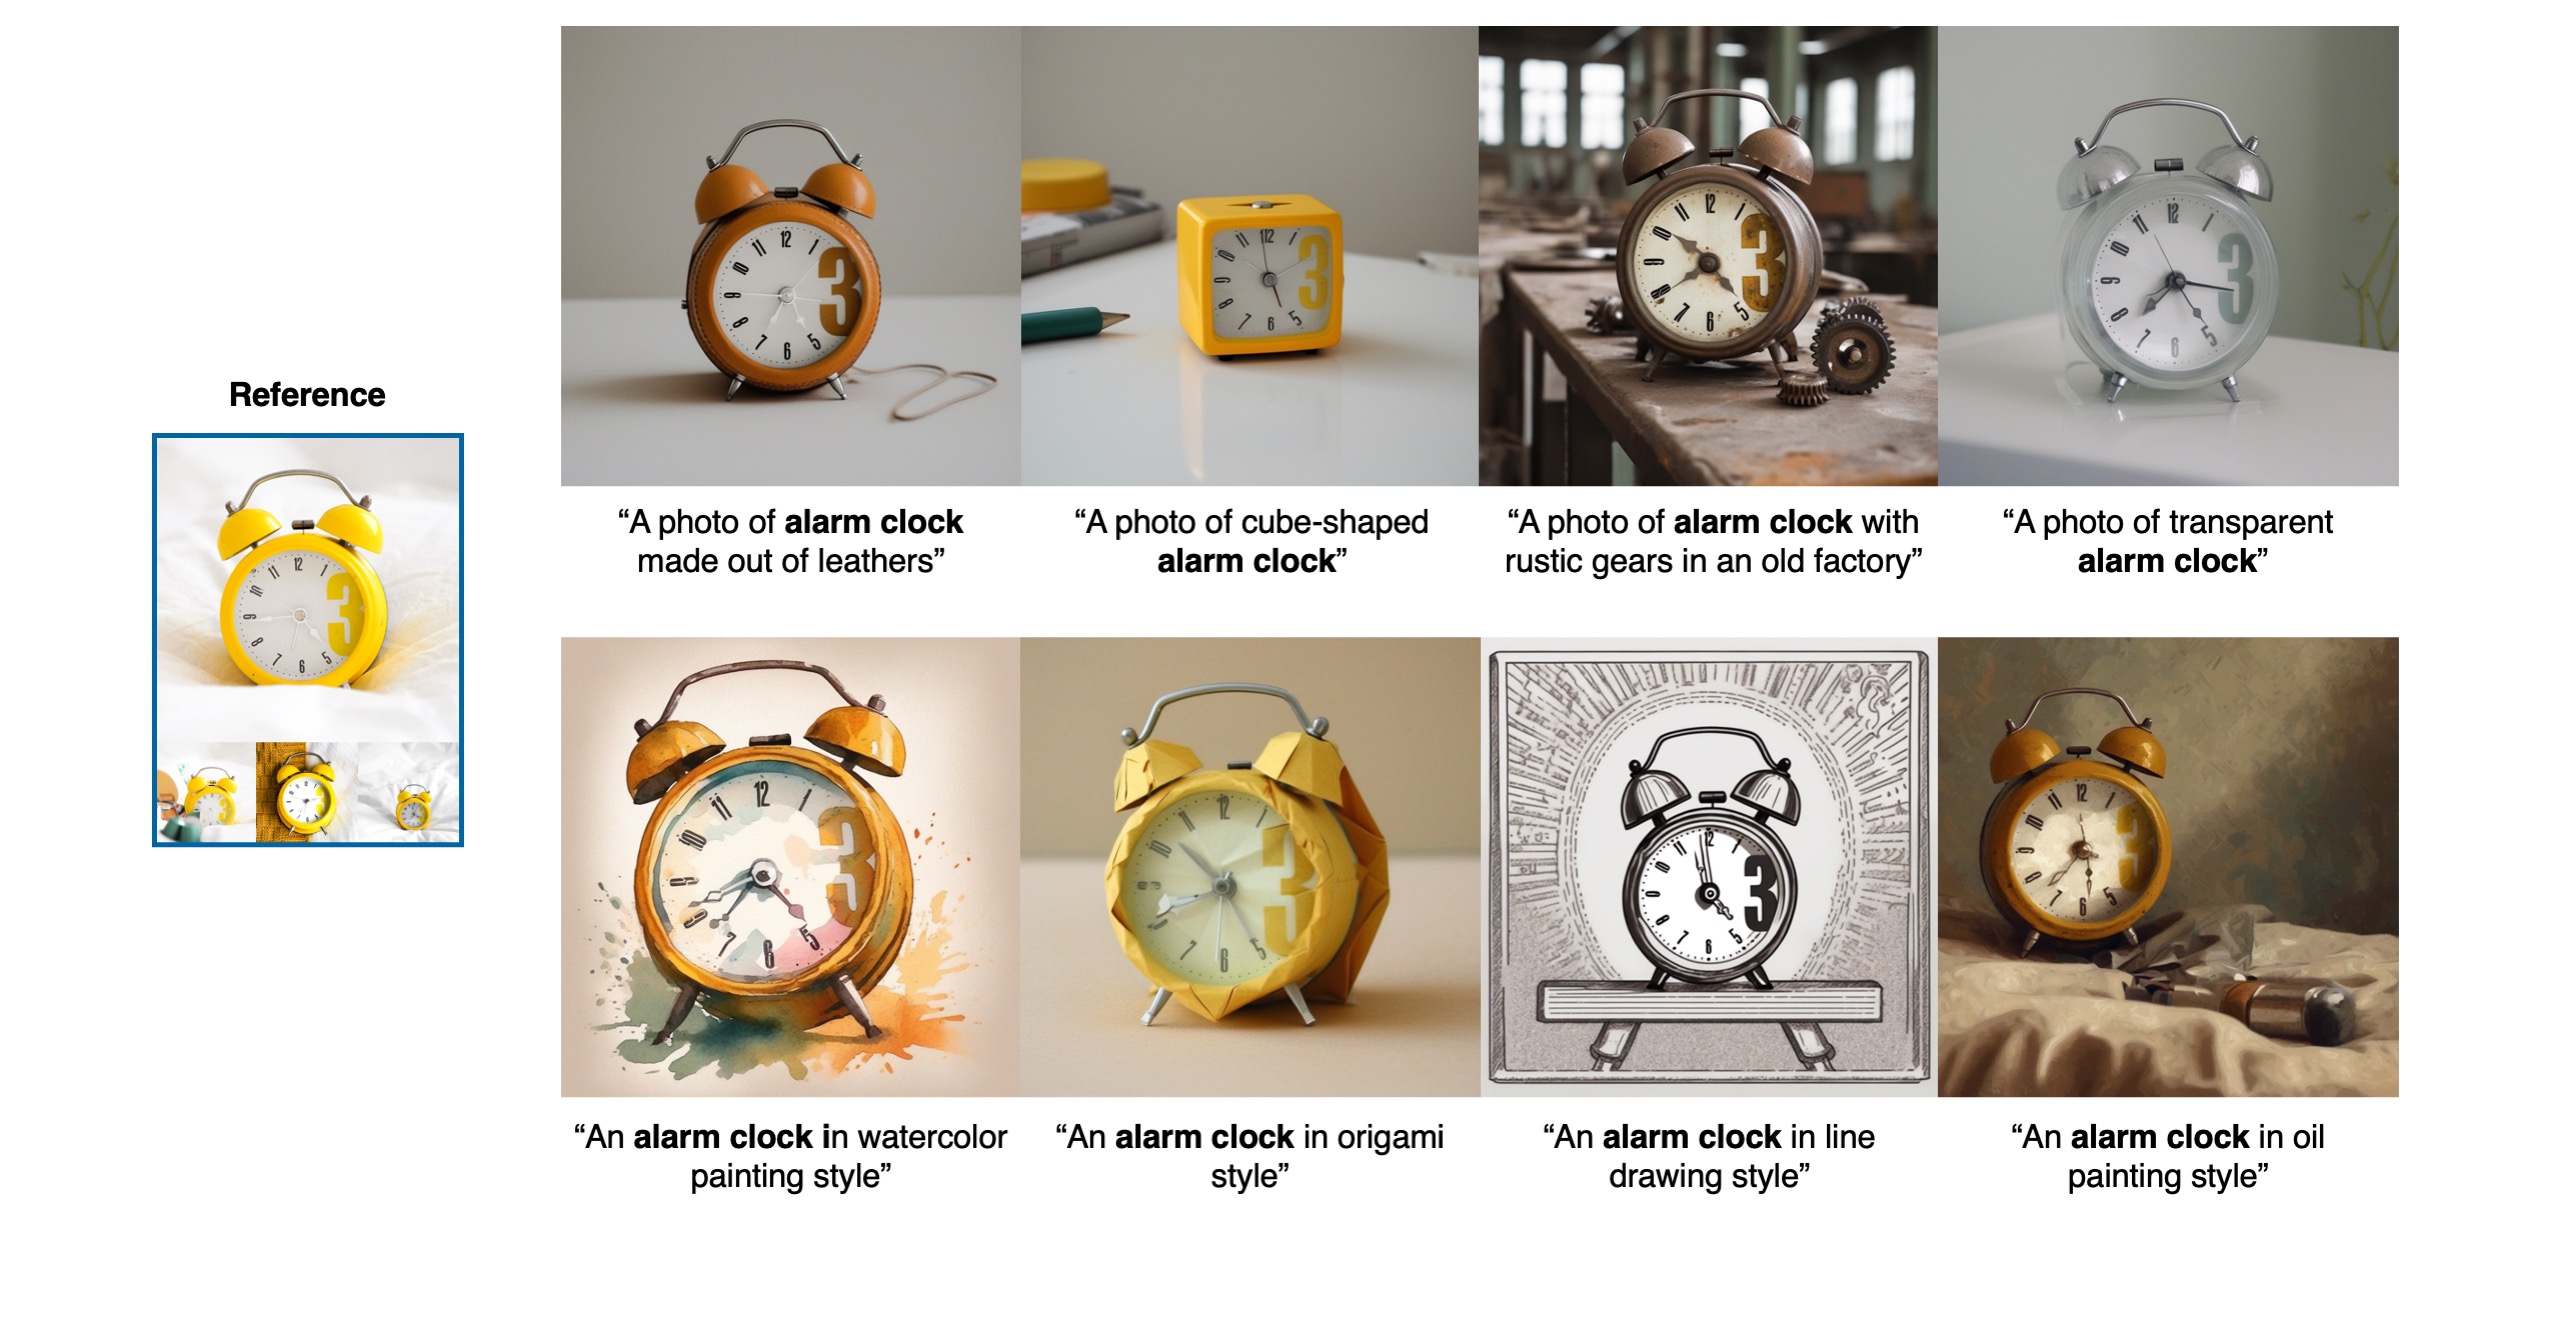 Reference
“A photo of alarm clock
made out of leathers”
“A photo of cube-shaped
alarm clock”
“A photo of alarm clock with
rustic gears in an old factory”
“A photo of transparent
alarm clock”
“An alarm clock in watercolor
painting style”
“An alarm clock in origami
style”
“An alarm clock in line
drawing style”
“An alarm clock in oil
painting style”